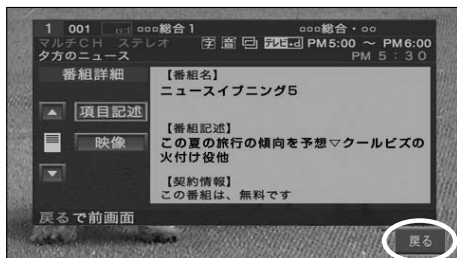 1 001 011 □□□総合1 □□□総合・○○
マルチCH ステレオ 字 音 テレビ+d PM5:00 ～ PM6:00
夕方のニュース PM 5:30
番組詳細
【番組名】
ニュースイブニング5
▲ 項目記述
【番組記述】
映像
この夏の旅行の傾向を予想▽クールビズの
火付け役他
▼
【契約情報】
この番組は、無料です
戻るで前画面
戻る